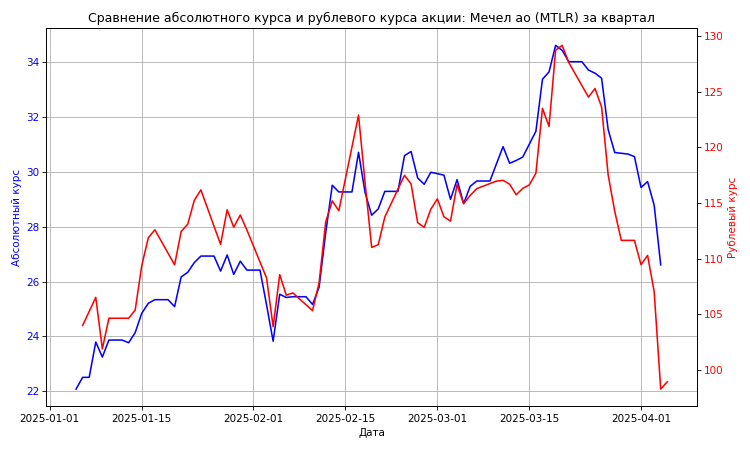 Сравнение абсолютного курса и рублевого курса акции: Мечел ао (MTLR) за квартал
34
32
30
28
26
24
22
Абсолютный курс
130
125
120
115
110
105
100
Рублевый курс
2025-01-01 2025-01-15 2025-02-01 2025-02-15 2025-03-01 2025-03-15 2025-04-01
Дата